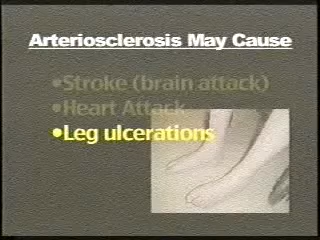 Arteriosclerosis May Cause
•Stroke (brain attack)
•Heart Attack
•Leg ulcerations